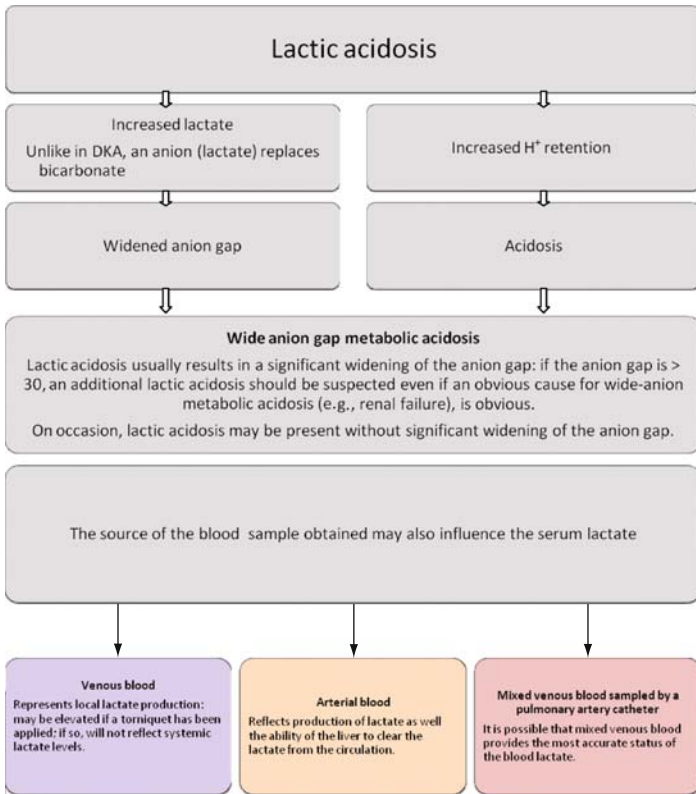 Lactic acidosis
Increased lactate
Unlike in DKA, an anion (lactate) replaces
bicarbonate
Increased H⁺ retention
Widened anion gap
Acidosis
Wide anion gap metabolic acidosis
Lactic acidosis usually results in a significant widening of the anion gap: if the anion gap is >
30, an additional lactic acidosis should be suspected even if an obvious cause for wide-anion
metabolic acidosis (e.g., renal failure), is obvious.
On occasion, lactic acidosis may be present without significant widening of the anion gap.
The source of the blood sample obtained may also influence the serum lactate
Venous blood
Represents local lactate production:
may be elevated if a torniquet has been
applied; if so, will not reflect systemic
lactate levels.
Arterial blood
Reflects production of lactate as well
the ability of the liver to clear the
lactate from the circulation.
Mixed venous blood sampled by a
pulmonary artery catheter
It is possible that mixed venous blood
provides the most accurate status of
the blood lactate.